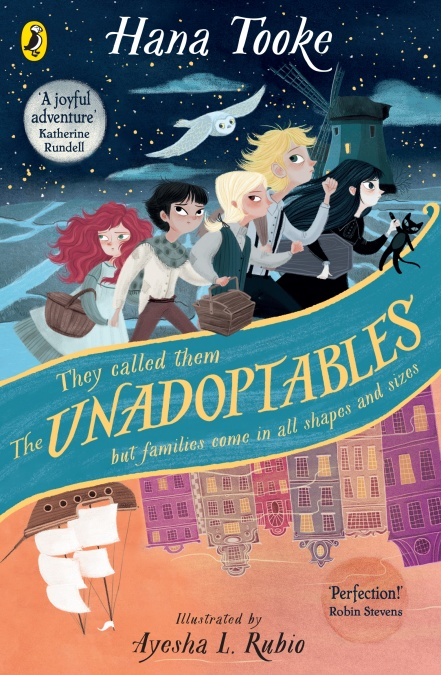 Hana Tooke
'A joyful
adventure'
Katherine
Rundell
They called them
The UNADOPTABLES
but families come in all shapes and sizes
'Perfection!'
Robin Stevens
Illustrated by
Ayesha L. Rubio